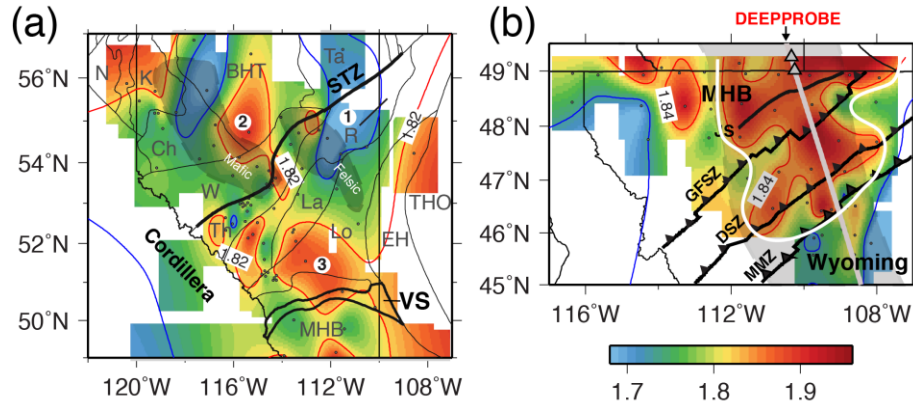 (a)
(b)
DEEPPROBE
56°N
54°N
52°N
50°N
120°W
116°W
112°W
108°W
N
K
BHT
Ta
STZ
2
1
R
1.82
Ch
Mafic
Felsic
1.82
W
La
THO
Th
Lo
EH
1.82
Cordillera
3
VS
MHB
49°N
48°N
47°N
46°N
45°N
116°W
112°W
108°W
MHB
1.84
JS
GFSZ
1.84
DSZ
MMZ
Wyoming
1.7
1.8
1.9